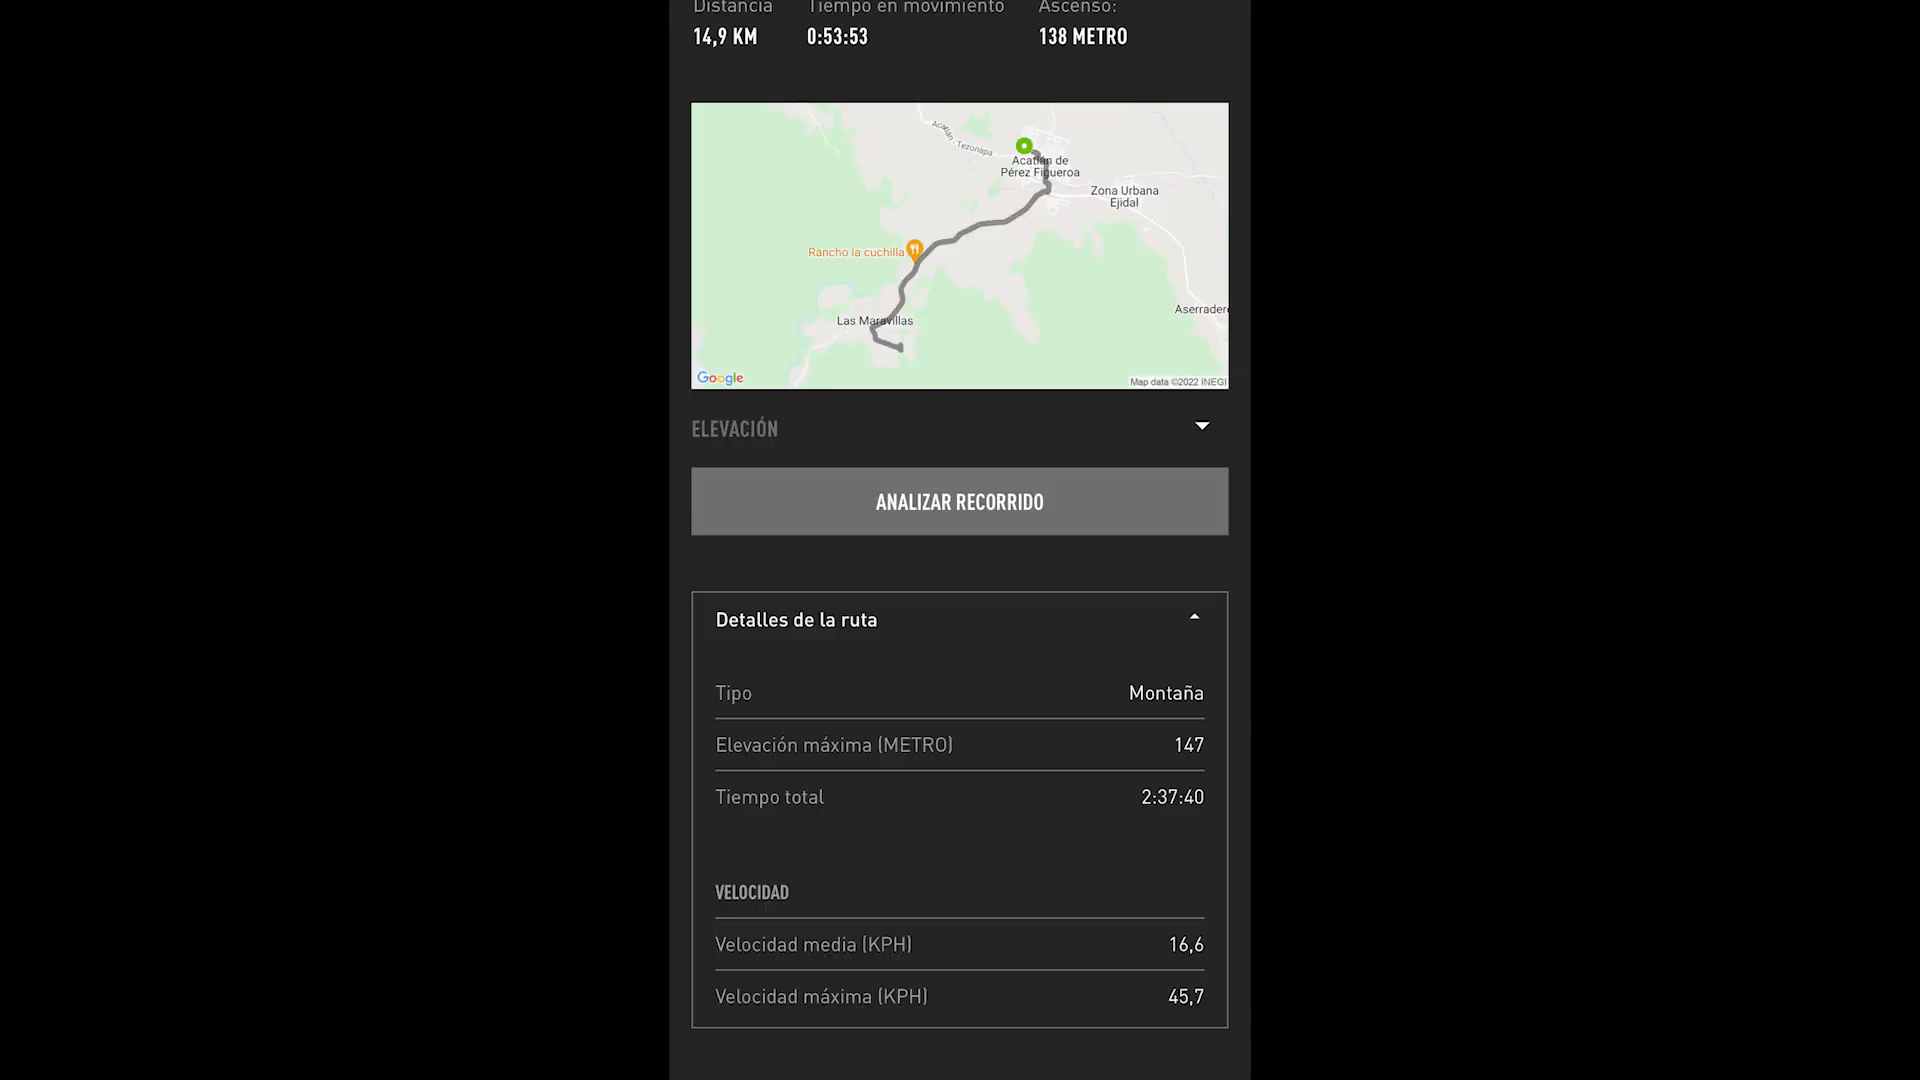 Distancia Tiempo en movimiento Ascenso:
14,9 KM 0:53:53 138 METRO
Acatlán - Tezonapa
Acatlán de
Pérez Figueroa
Zona Urbana
Ejidal
Rancho la cuchilla
Aserradero
Las Maravillas
Google
Map data ©2022 INEGI
ELEVACIÓN
ANALIZAR RECORRIDO
Detalles de la ruta
Tipo Montaña
Elevación máxima (METRO) 147
Tiempo total 2:37:40
VELOCIDAD
Velocidad media (KPH) 16,6
Velocidad máxima (KPH) 45,7